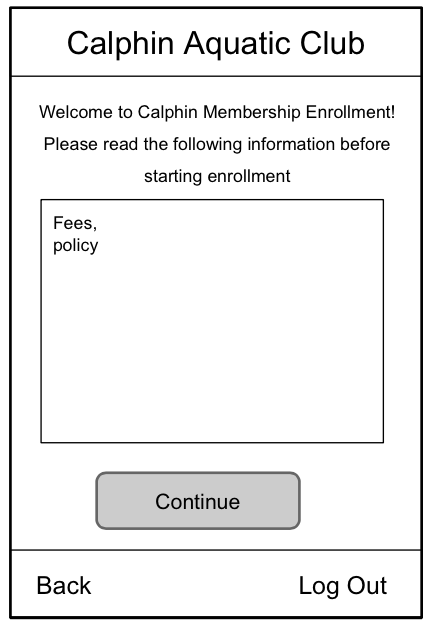 Calphin Aquatic Club
Welcome to Calphin Membership Enrollment!
Please read the following information before
starting enrollment
Fees,
policy
Continue
Back
Log Out